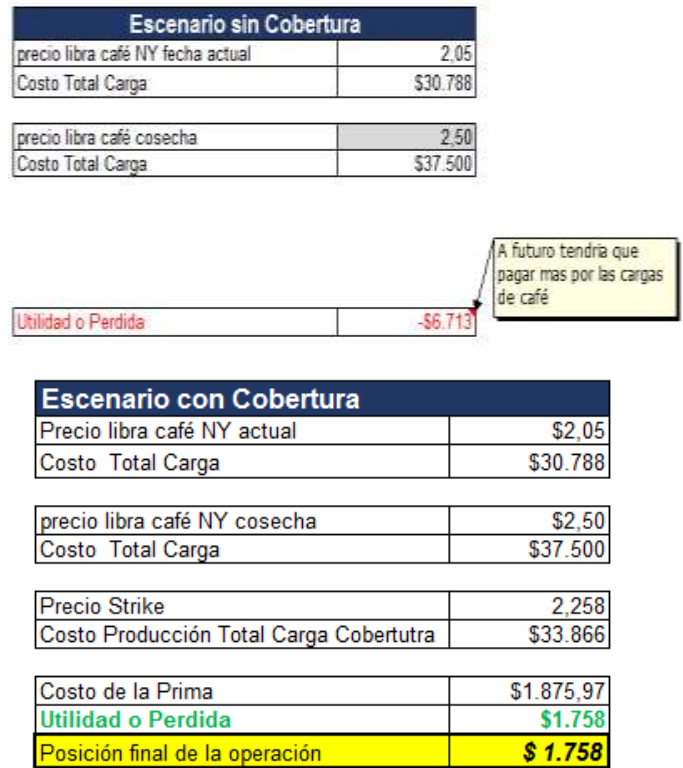 Escenario sin Cobertura
precio libra café NY fecha actual 2,05
Costo Total Carga $30.788
precio libra café cosecha 2,50
Costo Total Carga $37.500
A futuro tendria que
pagar mas por las cargas
de café
Utilidad o Perdida -$6.713
Escenario con Cobertura
Precio libra café NY actual $2,05
Costo Total Carga $30.788
precio libra café NY cosecha $2,50
Costo Total Carga $37.500
Precio Strike 2,258
Costo Producción Total Carga Cobertutra $33.866
Costo de la Prima $1.875,97
Utilidad o Perdida $1.758
Posición final de la operación $ 1.758